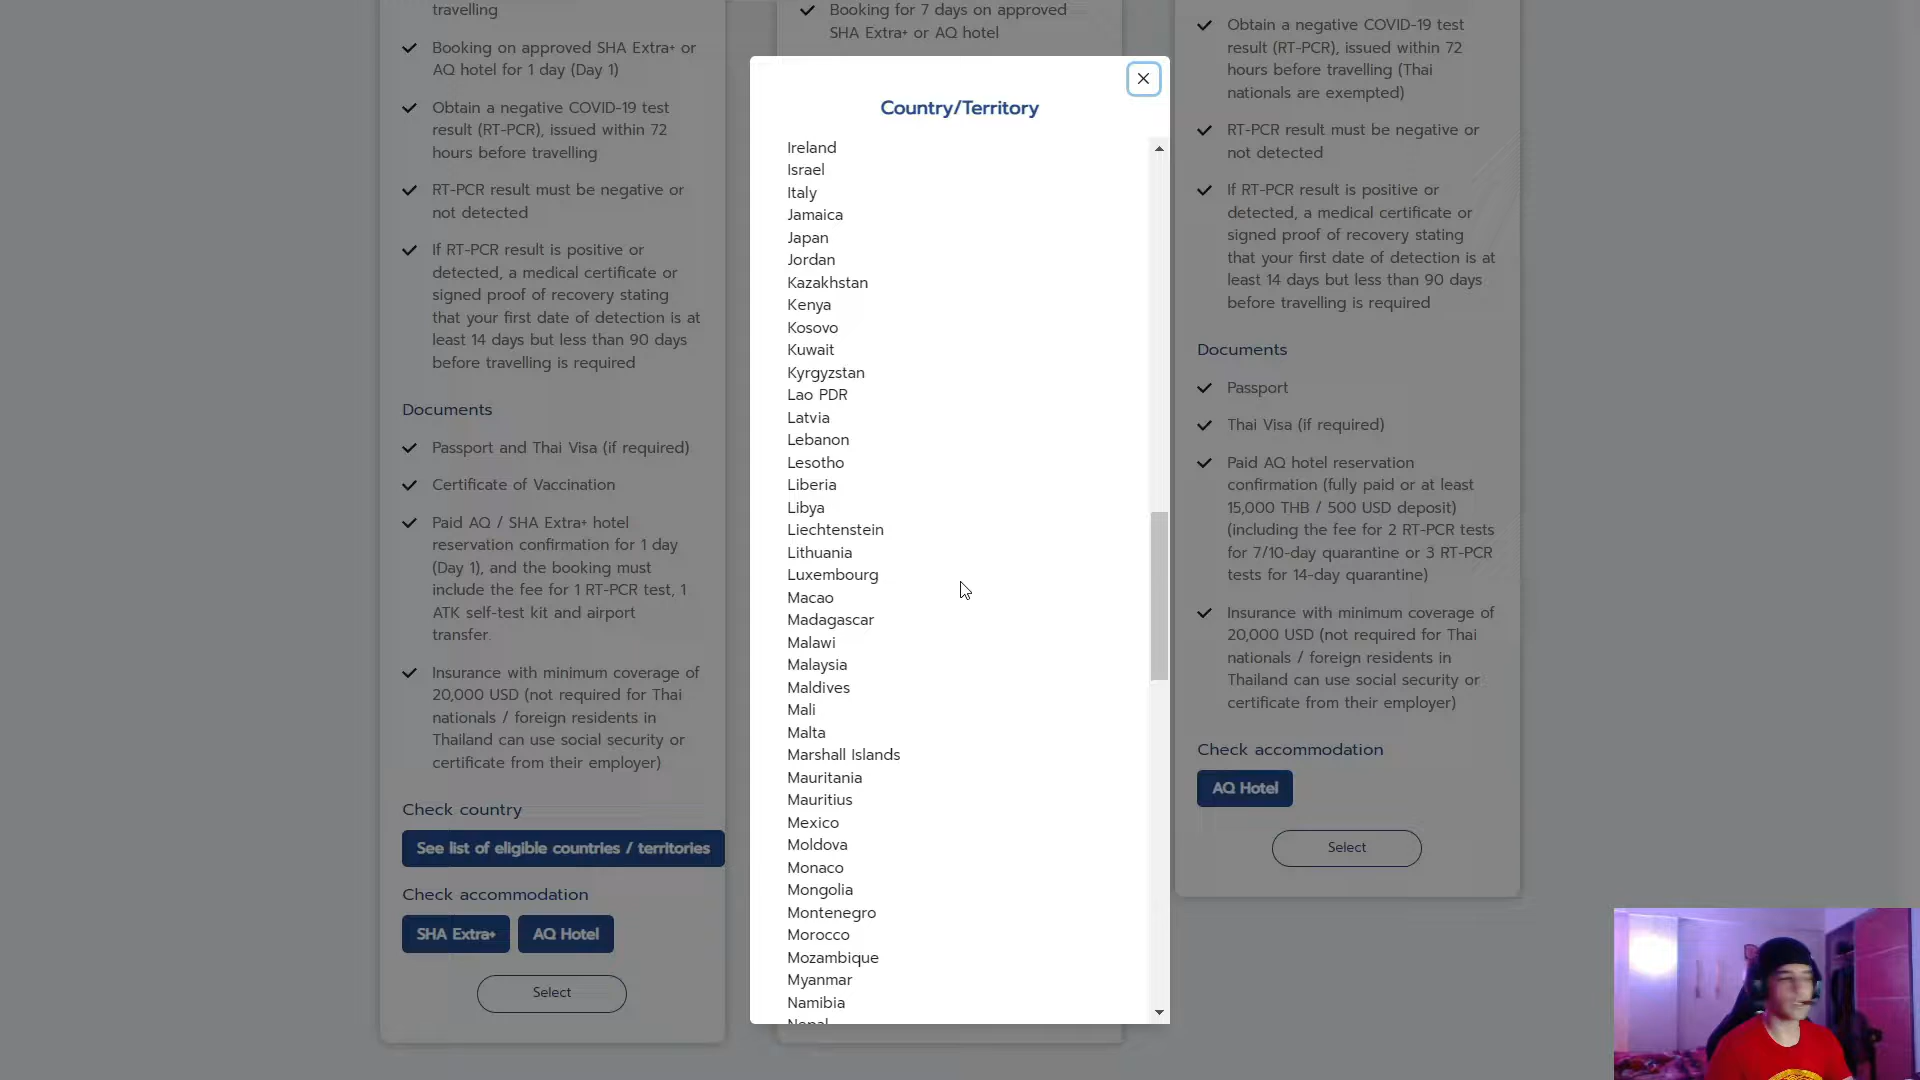 travelling
Booking on approved SHA Extra+ or
AQ hotel for 1 day (Day 1)
Obtain a negative COVID-19 test
result (RT-PCR), issued within 72
hours before travelling
RT-PCR result must be negative or
not detected
If RT-PCR result is positive or
detected, a medical certificate or
signed proof of recovery stating
that your first date of detection is at
least 14 days but less than 90 days
before travelling is required
Documents
Passport and Thai Visa (if required)
Certificate of Vaccination
Paid AQ / SHA Extra+ hotel
reservation confirmation for 1 day
(Day 1), and the booking must
include the fee for 1 RT-PCR test, 1
ATK self-test kit and airport
transfer.
Insurance with minimum coverage of
20,000 USD (not required for Thai
nationals / foreign residents in
Thailand can use social security or
certificate from their employer)
Check country
See list of eligible countries / territories
Check accommodation
SHA Extra+
AQ Hotel
Select
Booking for 7 days on approved
SHA Extra+ or AQ hotel
Country/Territory
Ireland
Israel
Italy
Jamaica
Japan
Jordan
Kazakhstan
Kenya
Kosovo
Kuwait
Kyrgyzstan
Lao PDR
Latvia
Lebanon
Lesotho
Liberia
Libya
Liechtenstein
Lithuania
Luxembourg
Macao
Madagascar
Malawi
Malaysia
Maldives
Mali
Malta
Marshall Islands
Mauritania
Mauritius
Mexico
Moldova
Monaco
Mongolia
Montenegro
Morocco
Mozambique
Myanmar
Namibia
Nepal
Obtain a negative COVID-19 test
result (RT-PCR), issued within 72
hours before travelling (Thai
nationals are exempted)
RT-PCR result must be negative or
not detected
If RT-PCR result is positive or
detected, a medical certificate or
signed proof of recovery stating
that your first date of detection is at
least 14 days but less than 90 days
before travelling is required
Documents
Passport
Thai Visa (if required)
Paid AQ hotel reservation
confirmation (fully paid or at least
15,000 THB / 500 USD deposit)
(including the fee for 2 RT-PCR tests
for 7/10-day quarantine or 3 RT-PCR
tests for 14-day quarantine)
Insurance with minimum coverage of
20,000 USD (not required for Thai
nationals / foreign residents in
Thailand can use social security or
certificate from their employer)
Check accommodation
AQ Hotel
Select